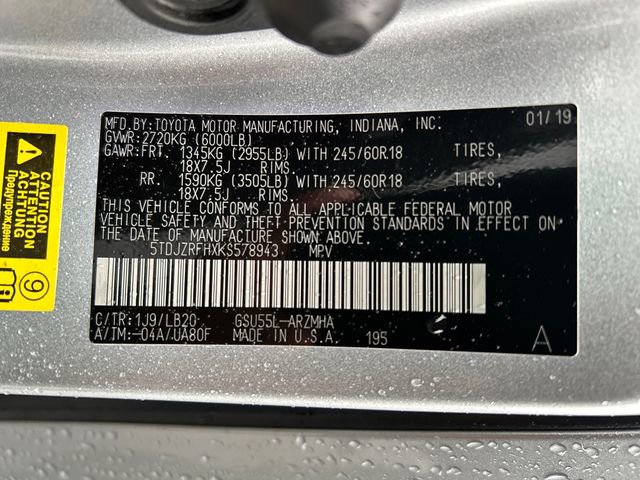 MFD.BY:TOYOTA MOTOR MANUFACTURING, INDIANA, INC. 01/19
GVWR:2720KG (6000LB)
GAWR:FRT. 1345KG (2955LB) WITH 245/60R18 TIRES,
18X7.5J RIMS.
RR. 1590KG (3505LB) WITH 245/60R18 TIRES,
18X7.5J RIMS.
THIS VEHICLE CONFORMS TO ALL APPLICABLE FEDERAL MOTOR
VEHICLE SAFETY AND THEFT PREVENTION STANDARDS IN EFFECT ON
THE DATE OF MANUFACTURE SHOWN ABOVE.
5TDJZRFHXKS578943 MPV
C/TR:1J9/LB20 GSU55L-ARZMHA
A/TM:-04A/UA80F MADE IN U.S.A. 195 A
CAUTION
ATTENTION
ACHTUNG
Предупреждение
9